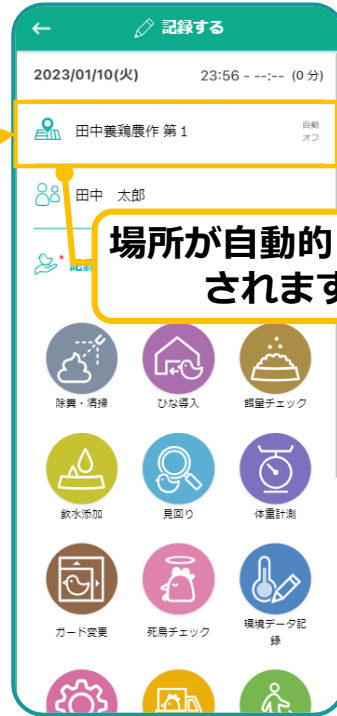 記録する
2023/01/10(火) 23:56 - --:-- (0 分)
田中養鶏農作 第1
自動
オフ
田中 太郎
場所が自動的
されます
* 記録
除糞・清掃
ひな導入
餌量チェック
飲水添加
見回り
体重計測
ガード変更
死鳥チェック
環境データ記
録